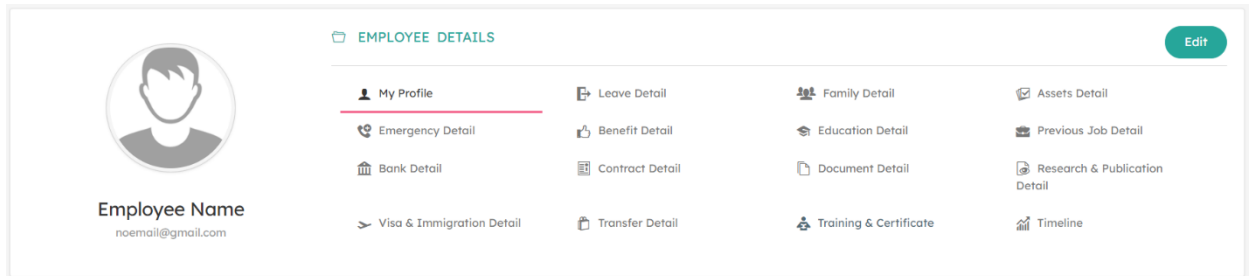 EMPLOYEE DETAILS
Edit
My Profile
Leave Detail
Family Detail
Assets Detail
Emergency Detail
Benefit Detail
Education Detail
Previous Job Detail
Bank Detail
Contract Detail
Document Detail
Research & Publication
Detail
Visa & Immigration Detail
Transfer Detail
Training & Certificate
Timeline
Employee Name
noemail@gmail.com